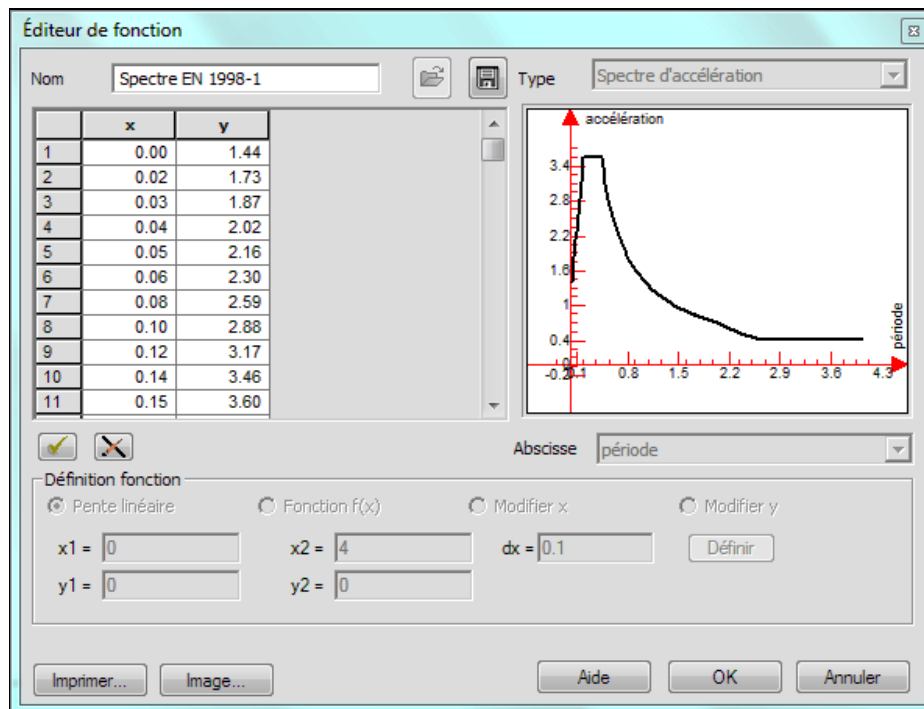 Éditeur de fonction
Nom Spectre EN 1998-1 Type Spectre d'accélération
x y
1 0.00 1.44
2 0.02 1.73
3 0.03 1.87
4 0.04 2.02
5 0.05 2.16
6 0.06 2.30
7 0.08 2.59
8 0.10 2.88
9 0.12 3.17
10 0.14 3.46
11 0.15 3.60
accélération
3.4
2.8
2.2
1.6
1
0.4
période
0.8 1.5 2.2 2.9 3.6 4.3
Abscisse période
Définition fonction
Pente linéaire Fonction f(x) Modifier x Modifier y
x1 = 0 x2 = 4 dx = 0.1 Définir
y1 = 0 y2 = 0
Imprimer... Image... Aide OK Annuler